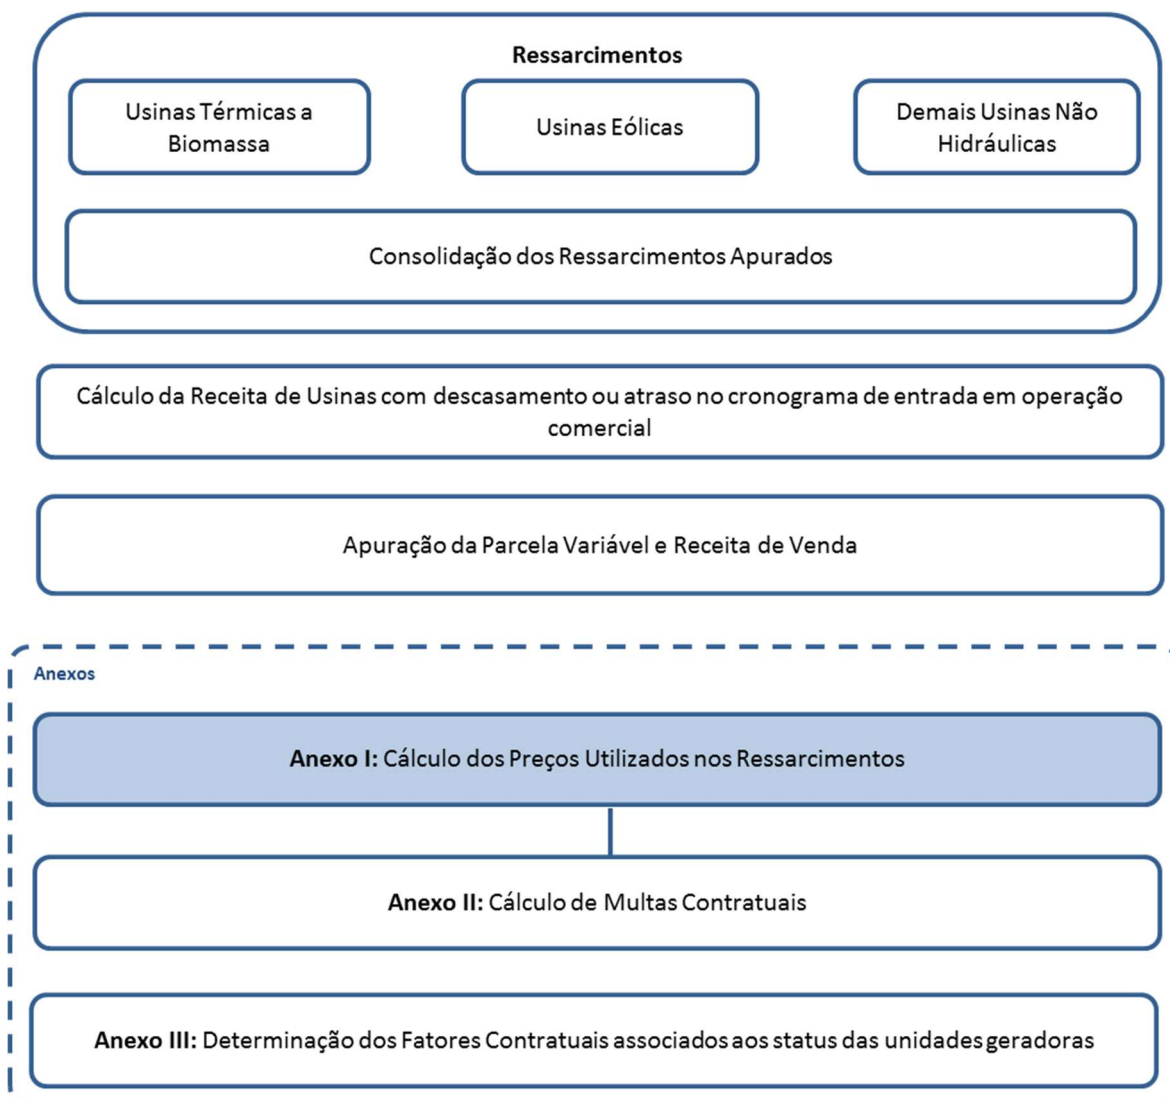 Ressarcimentos
Usinas Térmicas a
Biomassa
Usinas Eólicas
Demais Usinas Não
Hidráulicas
Consolidação dos Ressarcimentos Apurados
Cálculo da Receita de Usinas com descasamento ou atraso no cronograma de entrada em operação
comercial
Apuração da Parcela Variável e Receita de Venda
Anexos
Anexo I: Cálculo dos Preços Utilizados nos Ressarcimentos
Anexo II: Cálculo de Multas Contratuais
Anexo III: Determinação dos Fatores Contratuais associados aos status das unidades geradoras